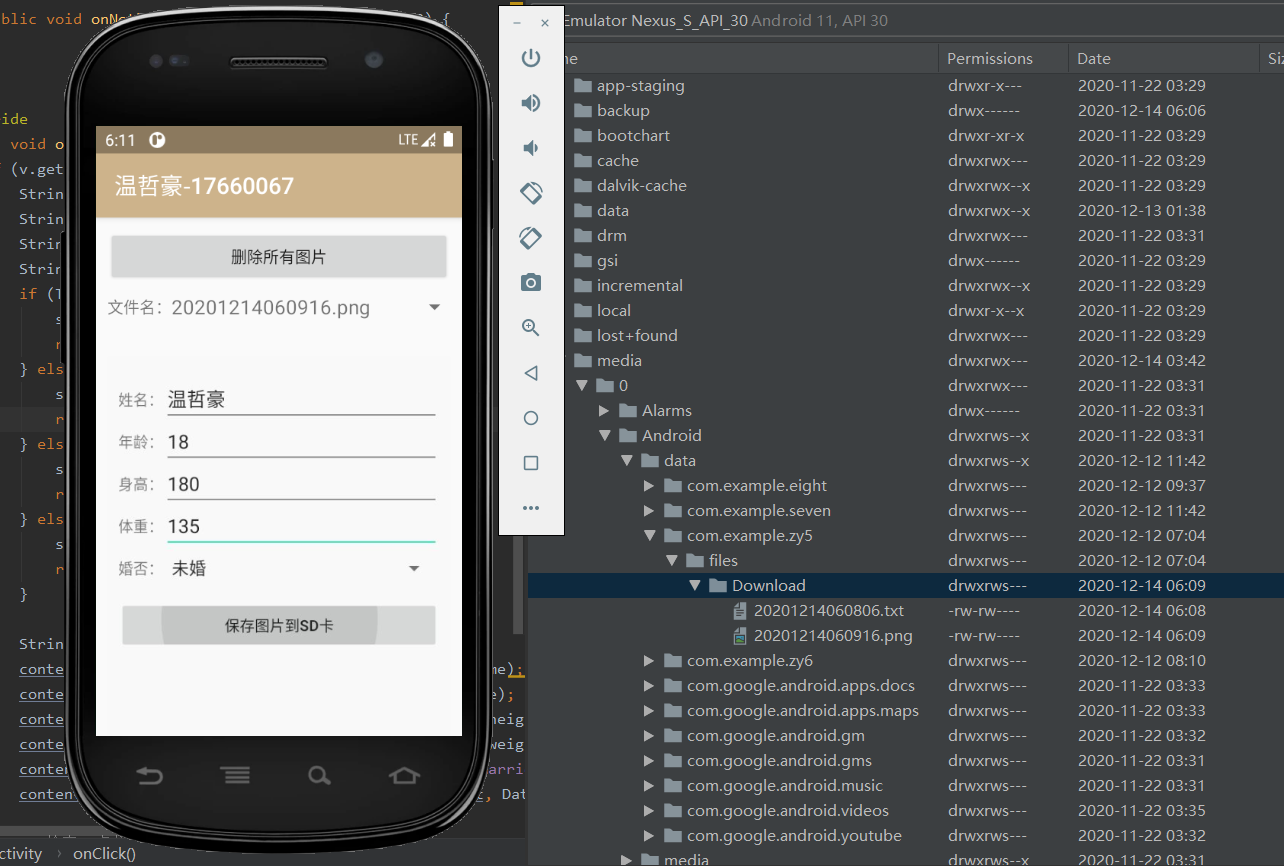 blic void onNot
) {
ide
void o
(v.get
Strin
Strin
Strin
Strin
if (T
s
r
} els
s
r
} els
s
r
} els
s
r
}
Strin
conte
me);
conte
e);
conte
heig
conte
weig
conten
arri
conten
, Dat
ctivity › onClick()
6:11
LTE
温哲豪-17660067
删除所有图片
文件名: 20201214060916.png
姓名: 温哲豪
年龄: 18
身高: 180
体重: 135
婚否: 未婚
保存图片到SD卡
Emulator Nexus_S_API_30 Android 11, API 30
me Permissions Date Siz
app-staging drwxr-x--- 2020-11-22 03:29
backup drwx------ 2020-12-14 06:06
bootchart drwxr-xr-x 2020-11-22 03:29
cache drwxrwx--- 2020-11-22 03:29
dalvik-cache drwxrwx--x 2020-11-22 03:29
data drwxrwx--x 2020-12-13 01:38
drm drwxrwx--- 2020-11-22 03:31
gsi drwx------ 2020-11-22 03:29
incremental drwxrwx--x 2020-11-22 03:29
local drwxr-x--x 2020-11-22 03:29
lost+found drwxrwx--- 2020-11-22 03:29
media drwxrwx--- 2020-12-14 03:42
0 drwxrwx--- 2020-11-22 03:31
Alarms drwx------ 2020-11-22 03:31
Android drwxrws--x 2020-11-22 03:31
data drwxrws--x 2020-12-12 11:42
com.example.eight drwxrws--- 2020-12-12 09:37
com.example.seven drwxrws--- 2020-12-12 11:42
com.example.zy5 drwxrws--- 2020-12-12 07:04
files drwxrws--- 2020-12-12 07:04
Download drwxrws--- 2020-12-14 06:09
20201214060806.txt -rw-rw---- 2020-12-14 06:08
20201214060916.png -rw-rw---- 2020-12-14 06:09
com.example.zy6 drwxrws--- 2020-12-12 08:10
com.google.android.apps.docs drwxrws--- 2020-11-22 03:33
com.google.android.apps.maps drwxrws--- 2020-11-22 03:33
com.google.android.gm drwxrws--- 2020-11-22 03:32
com.google.android.gms drwxrws--- 2020-11-22 03:31
com.google.android.music drwxrws--- 2020-11-22 03:31
com.google.android.videos drwxrws--- 2020-11-22 03:35
com.google.android.youtube drwxrws--- 2020-11-22 03:32
media drwxrws--x 2020-11-22 03:31